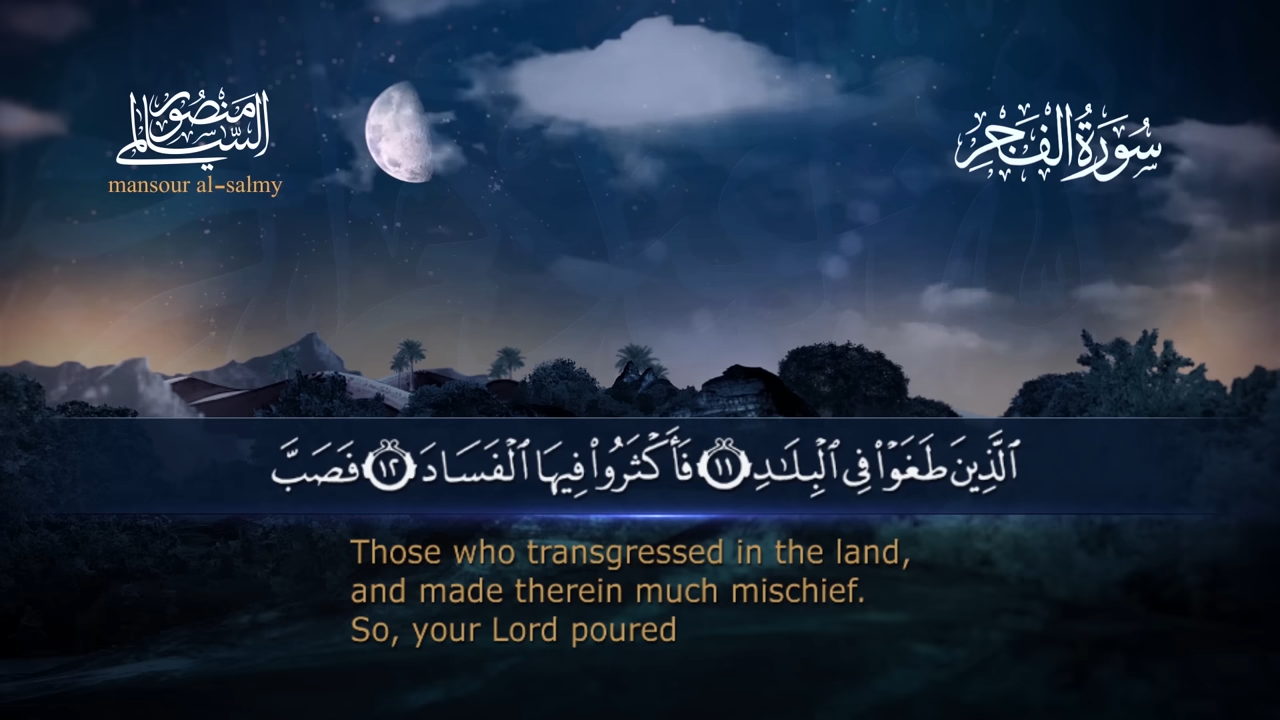 منصور السالمي
mansour al-salmy
سُورَةُ الْفَجْرِ
ٱلَّذِينَ طَغَوْا۟ فِى ٱلْبِلَـٰدِ ١١ فَأَكْثَرُوا۟ فِيهَا ٱلْفَسَادَ ١٢ فَصَبَّ
Those who transgressed in the land,
and made therein much mischief.
So, your Lord poured